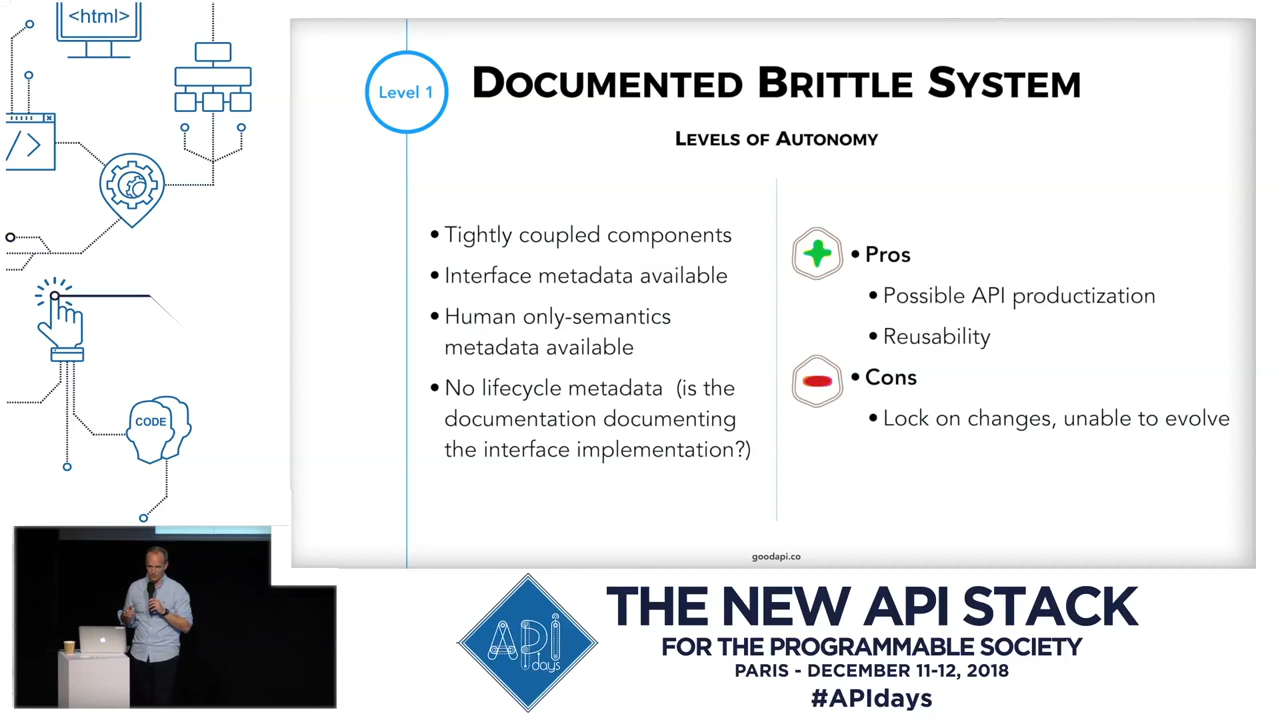 <html>
</>
CODE
Level 1
DOCUMENTED BRITTLE SYSTEM
LEVELS OF AUTONOMY
• Tightly coupled components
• Interface metadata available
• Human only-semantics
metadata available
• No lifecycle metadata (is the
documentation documenting
the interface implementation?)
• Pros
• Possible API productization
• Reusability
• Cons
• Lock on changes, unable to evolve
goodapi.co
API
days
THE NEW API STACK
FOR THE PROGRAMMABLE SOCIETY
PARIS - DECEMBER 11-12, 2018
#APIdays